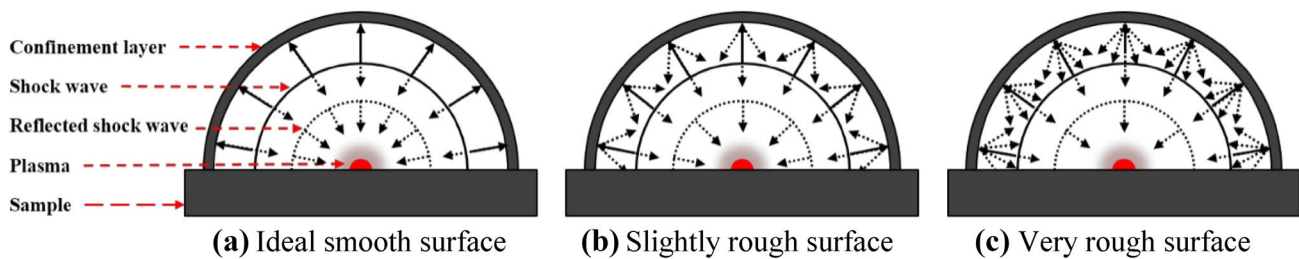 Confinement layer
Shock wave
Reflected shock wave
Plasma
Sample
(a) Ideal smooth surface
(b) Slightly rough surface
(c) Very rough surface